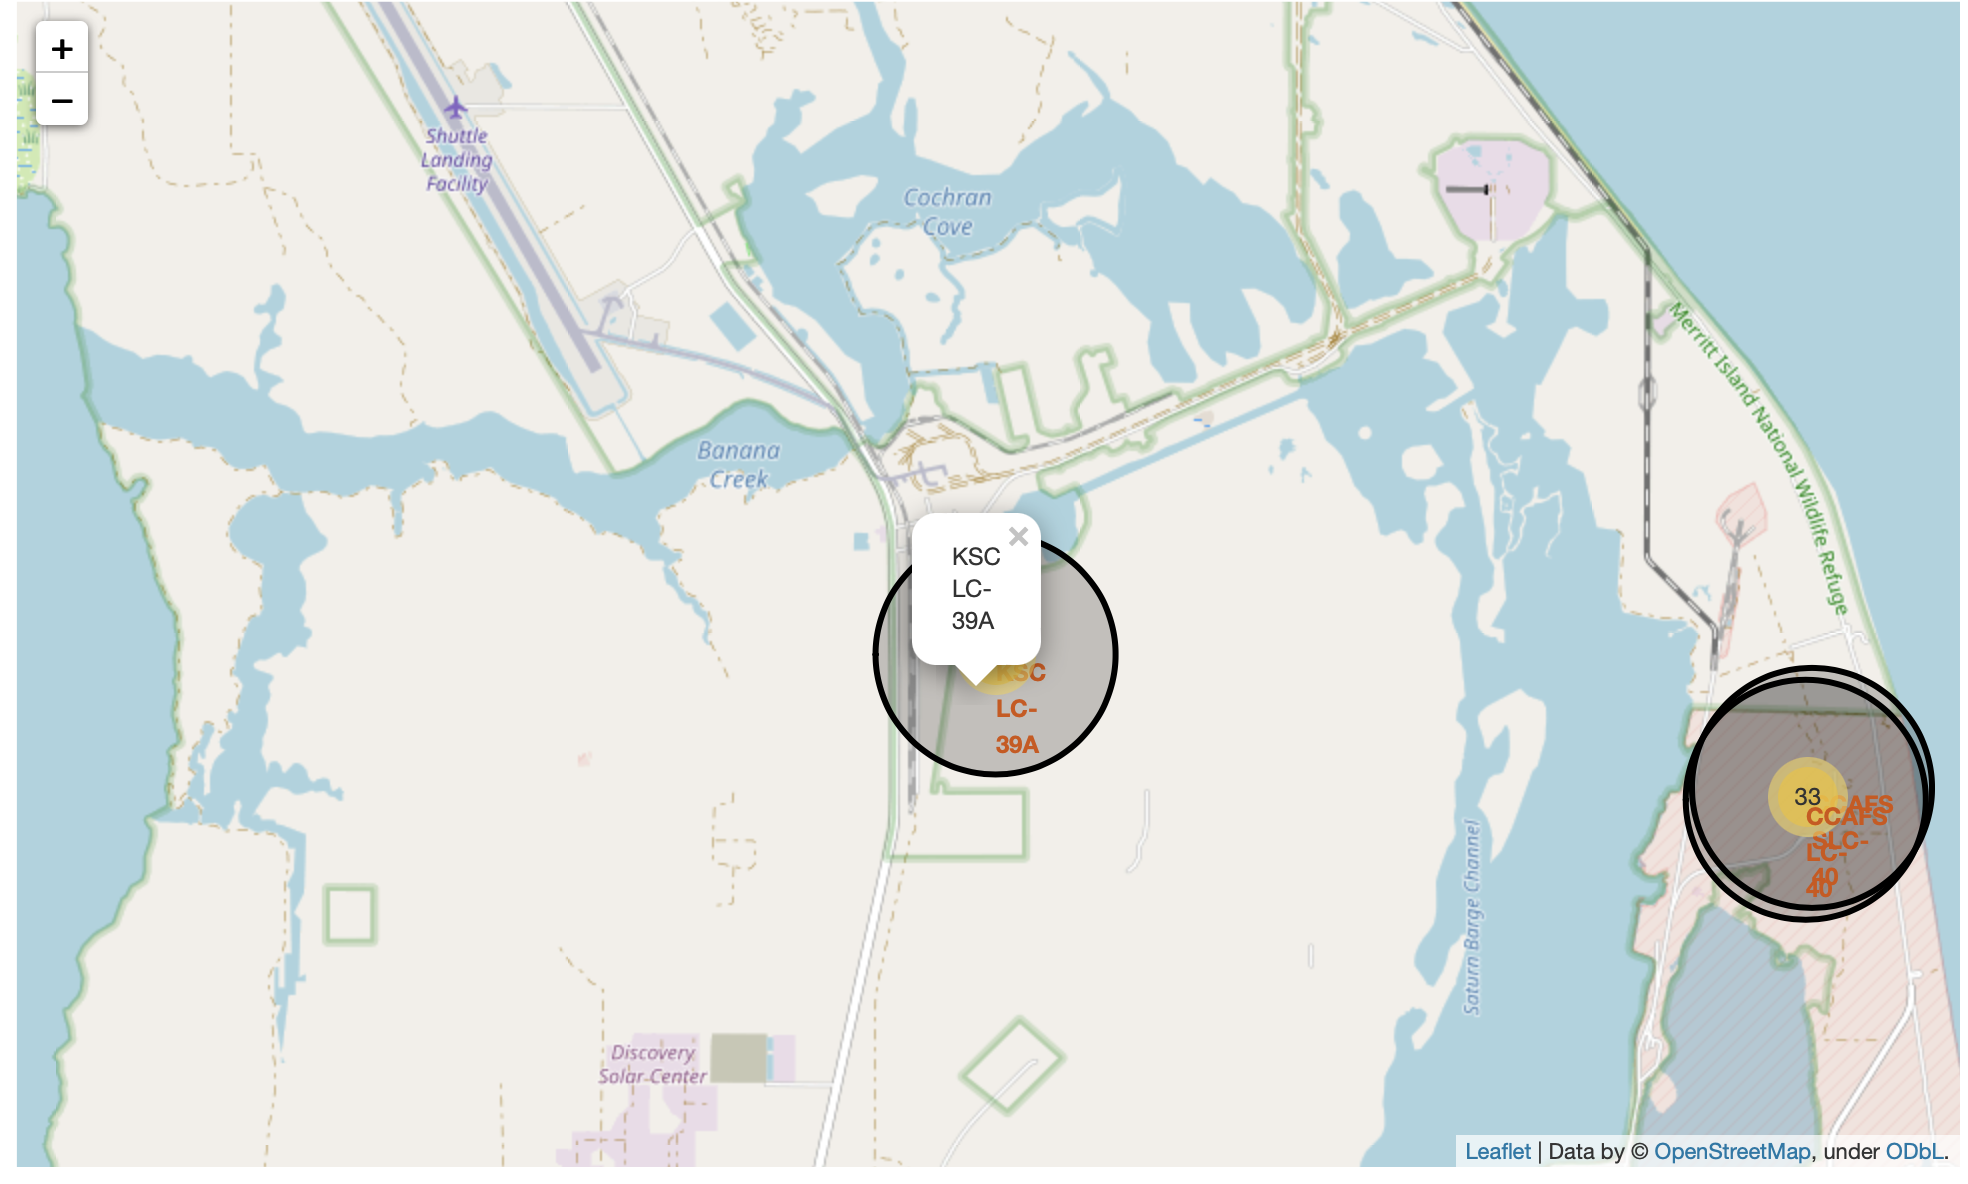 +
−
Shuttle
Landing
Facility
Cochran
Cove
Banana
Creek
Merritt Island National Wildlife Refuge
×
KSC
LC-
39A
KSC
LC-
39A
33
CCAFS
SLC-
40
CCAFS
LC-
40
Saturn Barge Channel
Discovery
Solar Center
Leaflet | Data by © OpenStreetMap, under ODbL.